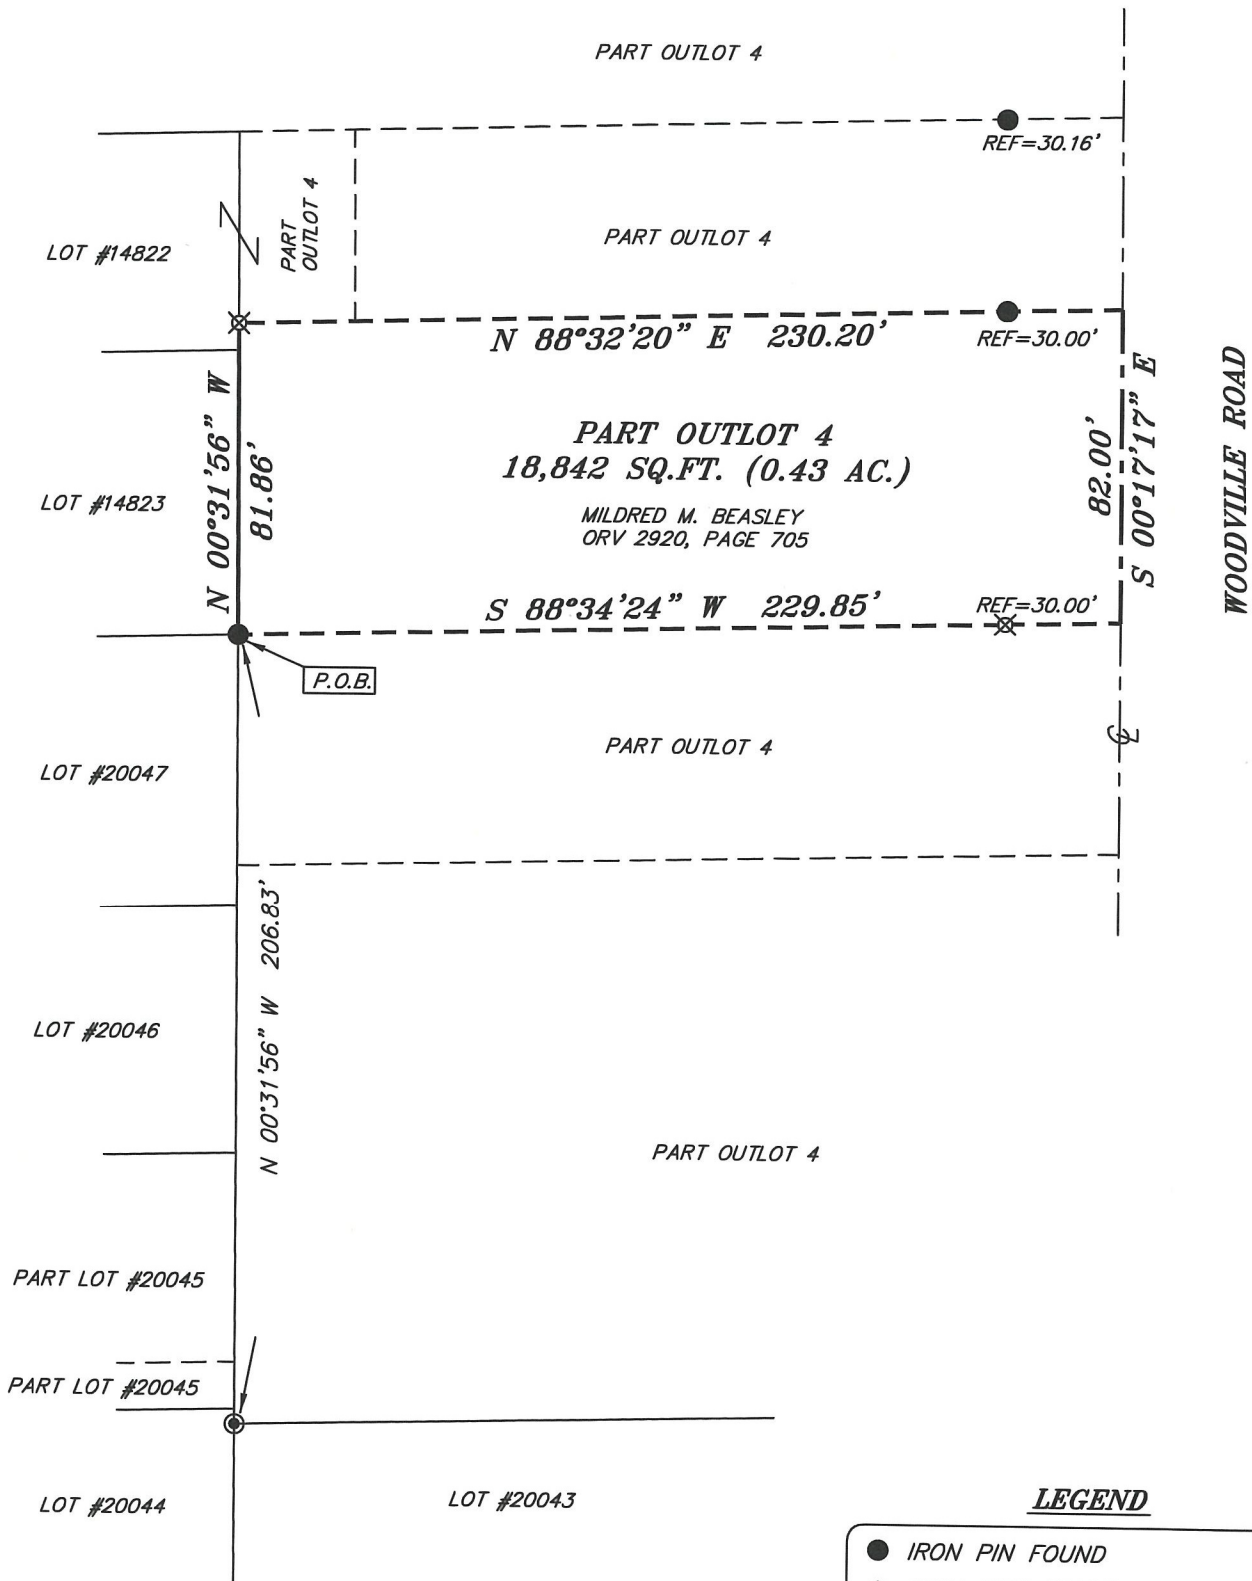 PART OUTLOT 4
REF=30.16'
LOT #14822
PART
OUTLOT 4
PART OUTLOT 4
N 88°32'20" E 230.20'
REF=30.00'
N 00°31'56" W
81.86'
PART OUTLOT 4
18,842 SQ.FT. (0.43 AC.)
MILDRED M. BEASLEY
ORV 2920, PAGE 705
82.00'
S 00°17'17" E
WOODVILLE ROAD
LOT #14823
S 88°34'24" W 229.85'
REF=30.00'
P.O.B.
PART OUTLOT 4
LOT #20047
N 00°31'56" W 206.83'
LOT #20046
PART OUTLOT 4
PART LOT #20045
PART LOT #20045
LOT #20044
LOT #20043
LEGEND
IRON PIN FOUND